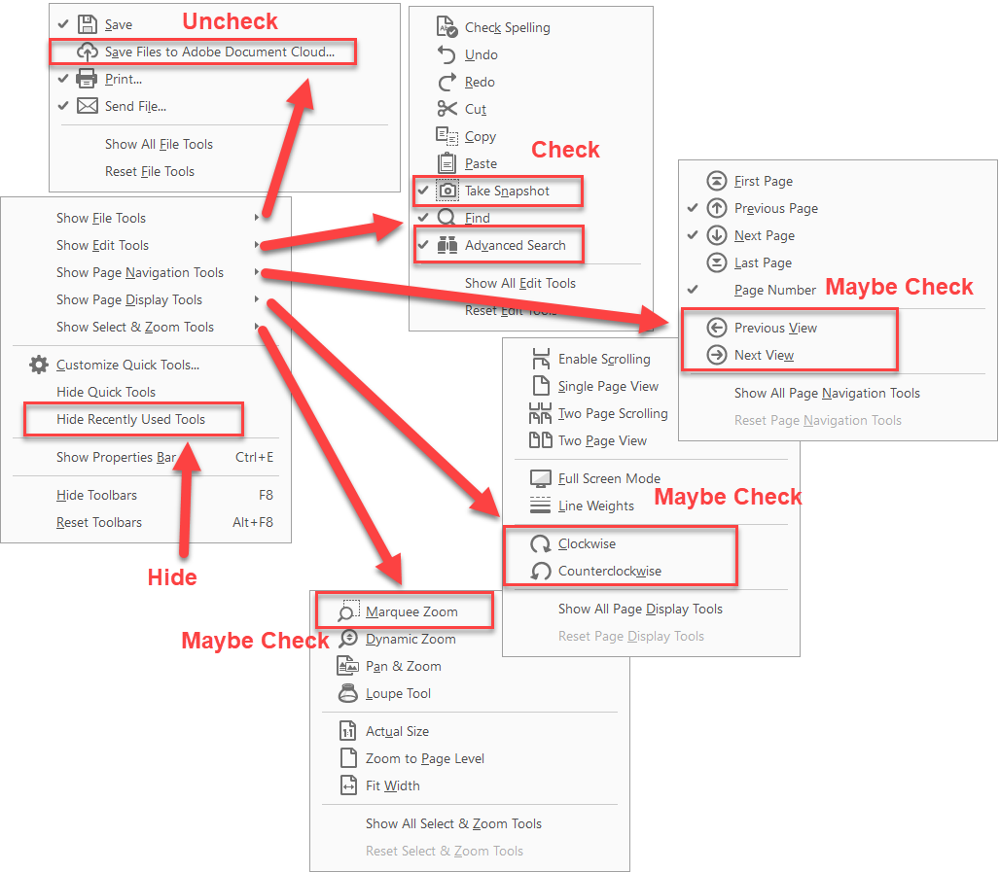 Uncheck
Save
Save Files to Adobe Document Cloud...
Print...
Send File...
Show All File Tools
Reset File Tools
Show File Tools
Show Edit Tools
Show Page Navigation Tools
Show Page Display Tools
Show Select & Zoom Tools
Customize Quick Tools...
Hide Quick Tools
Hide Recently Used Tools
Show Properties Bar Ctrl+E
Hide Toolbars F8
Reset Toolbars Alt+F8
Hide
Check Spelling
Undo
Redo
Cut
Copy
Paste
Check
Take Snapshot
Find
Advanced Search
Show All Edit Tools
Reset Edit Tools
First Page
Previous Page
Next Page
Last Page
Page Number
Maybe Check
Previous View
Next View
Show All Page Navigation Tools
Reset Page Navigation Tools
Enable Scrolling
Single Page View
Two Page Scrolling
Two Page View
Full Screen Mode
Line Weights
Maybe Check
Clockwise
Counterclockwise
Show All Page Display Tools
Reset Page Display Tools
Marquee Zoom
Maybe Check
Dynamic Zoom
Pan & Zoom
Loupe Tool
Actual Size
Zoom to Page Level
Fit Width
Show All Select & Zoom Tools
Reset Select & Zoom Tools